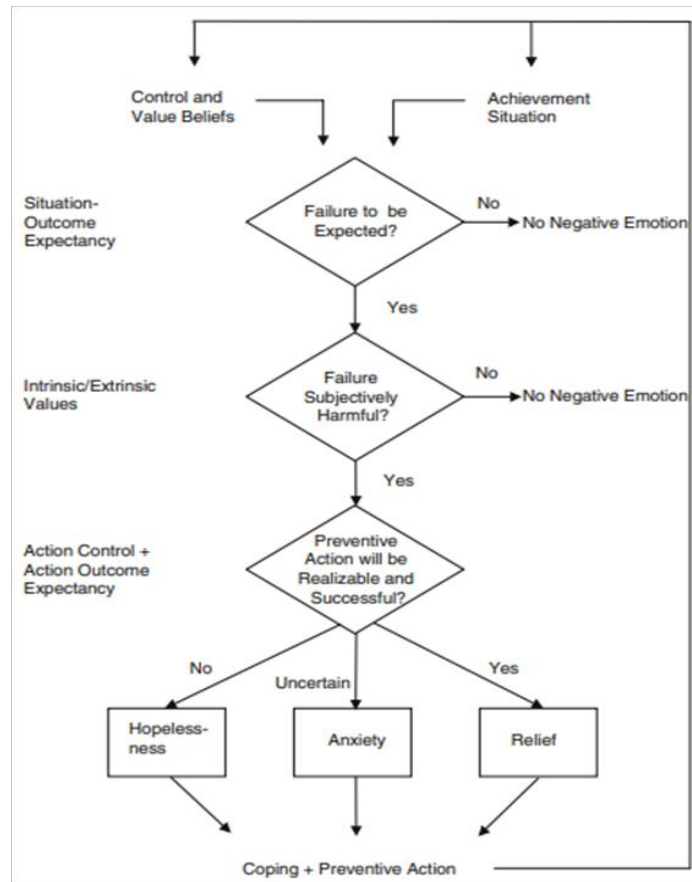 Control and
Value Beliefs
Achievement
Situation
Situation-
Outcome
Expectancy
Failure to be
Expected?
No
No Negative Emotion
Yes
Intrinsic/Extrinsic
Values
Failure
Subjectively
Harmful?
No
No Negative Emotion
Yes
Action Control +
Action Outcome
Expectancy
Preventive
Action will be
Realizable and
Successful?
No
Uncertain
Yes
Hopeless-
ness
Anxiety
Relief
Coping + Preventive Action